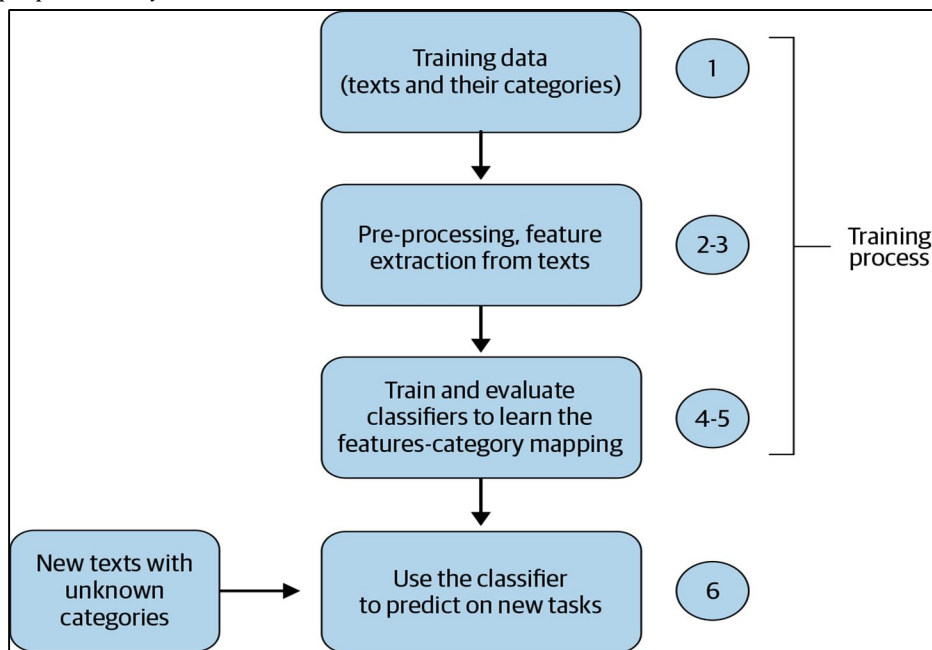 Training data
(texts and their categories)
1
Pre-processing, feature
extraction from texts
2-3
Training
process
Train and evaluate
classifiers to learn the
features-category mapping
4-5
New texts with
unknown
categories
Use the classifier
to predict on new tasks
6